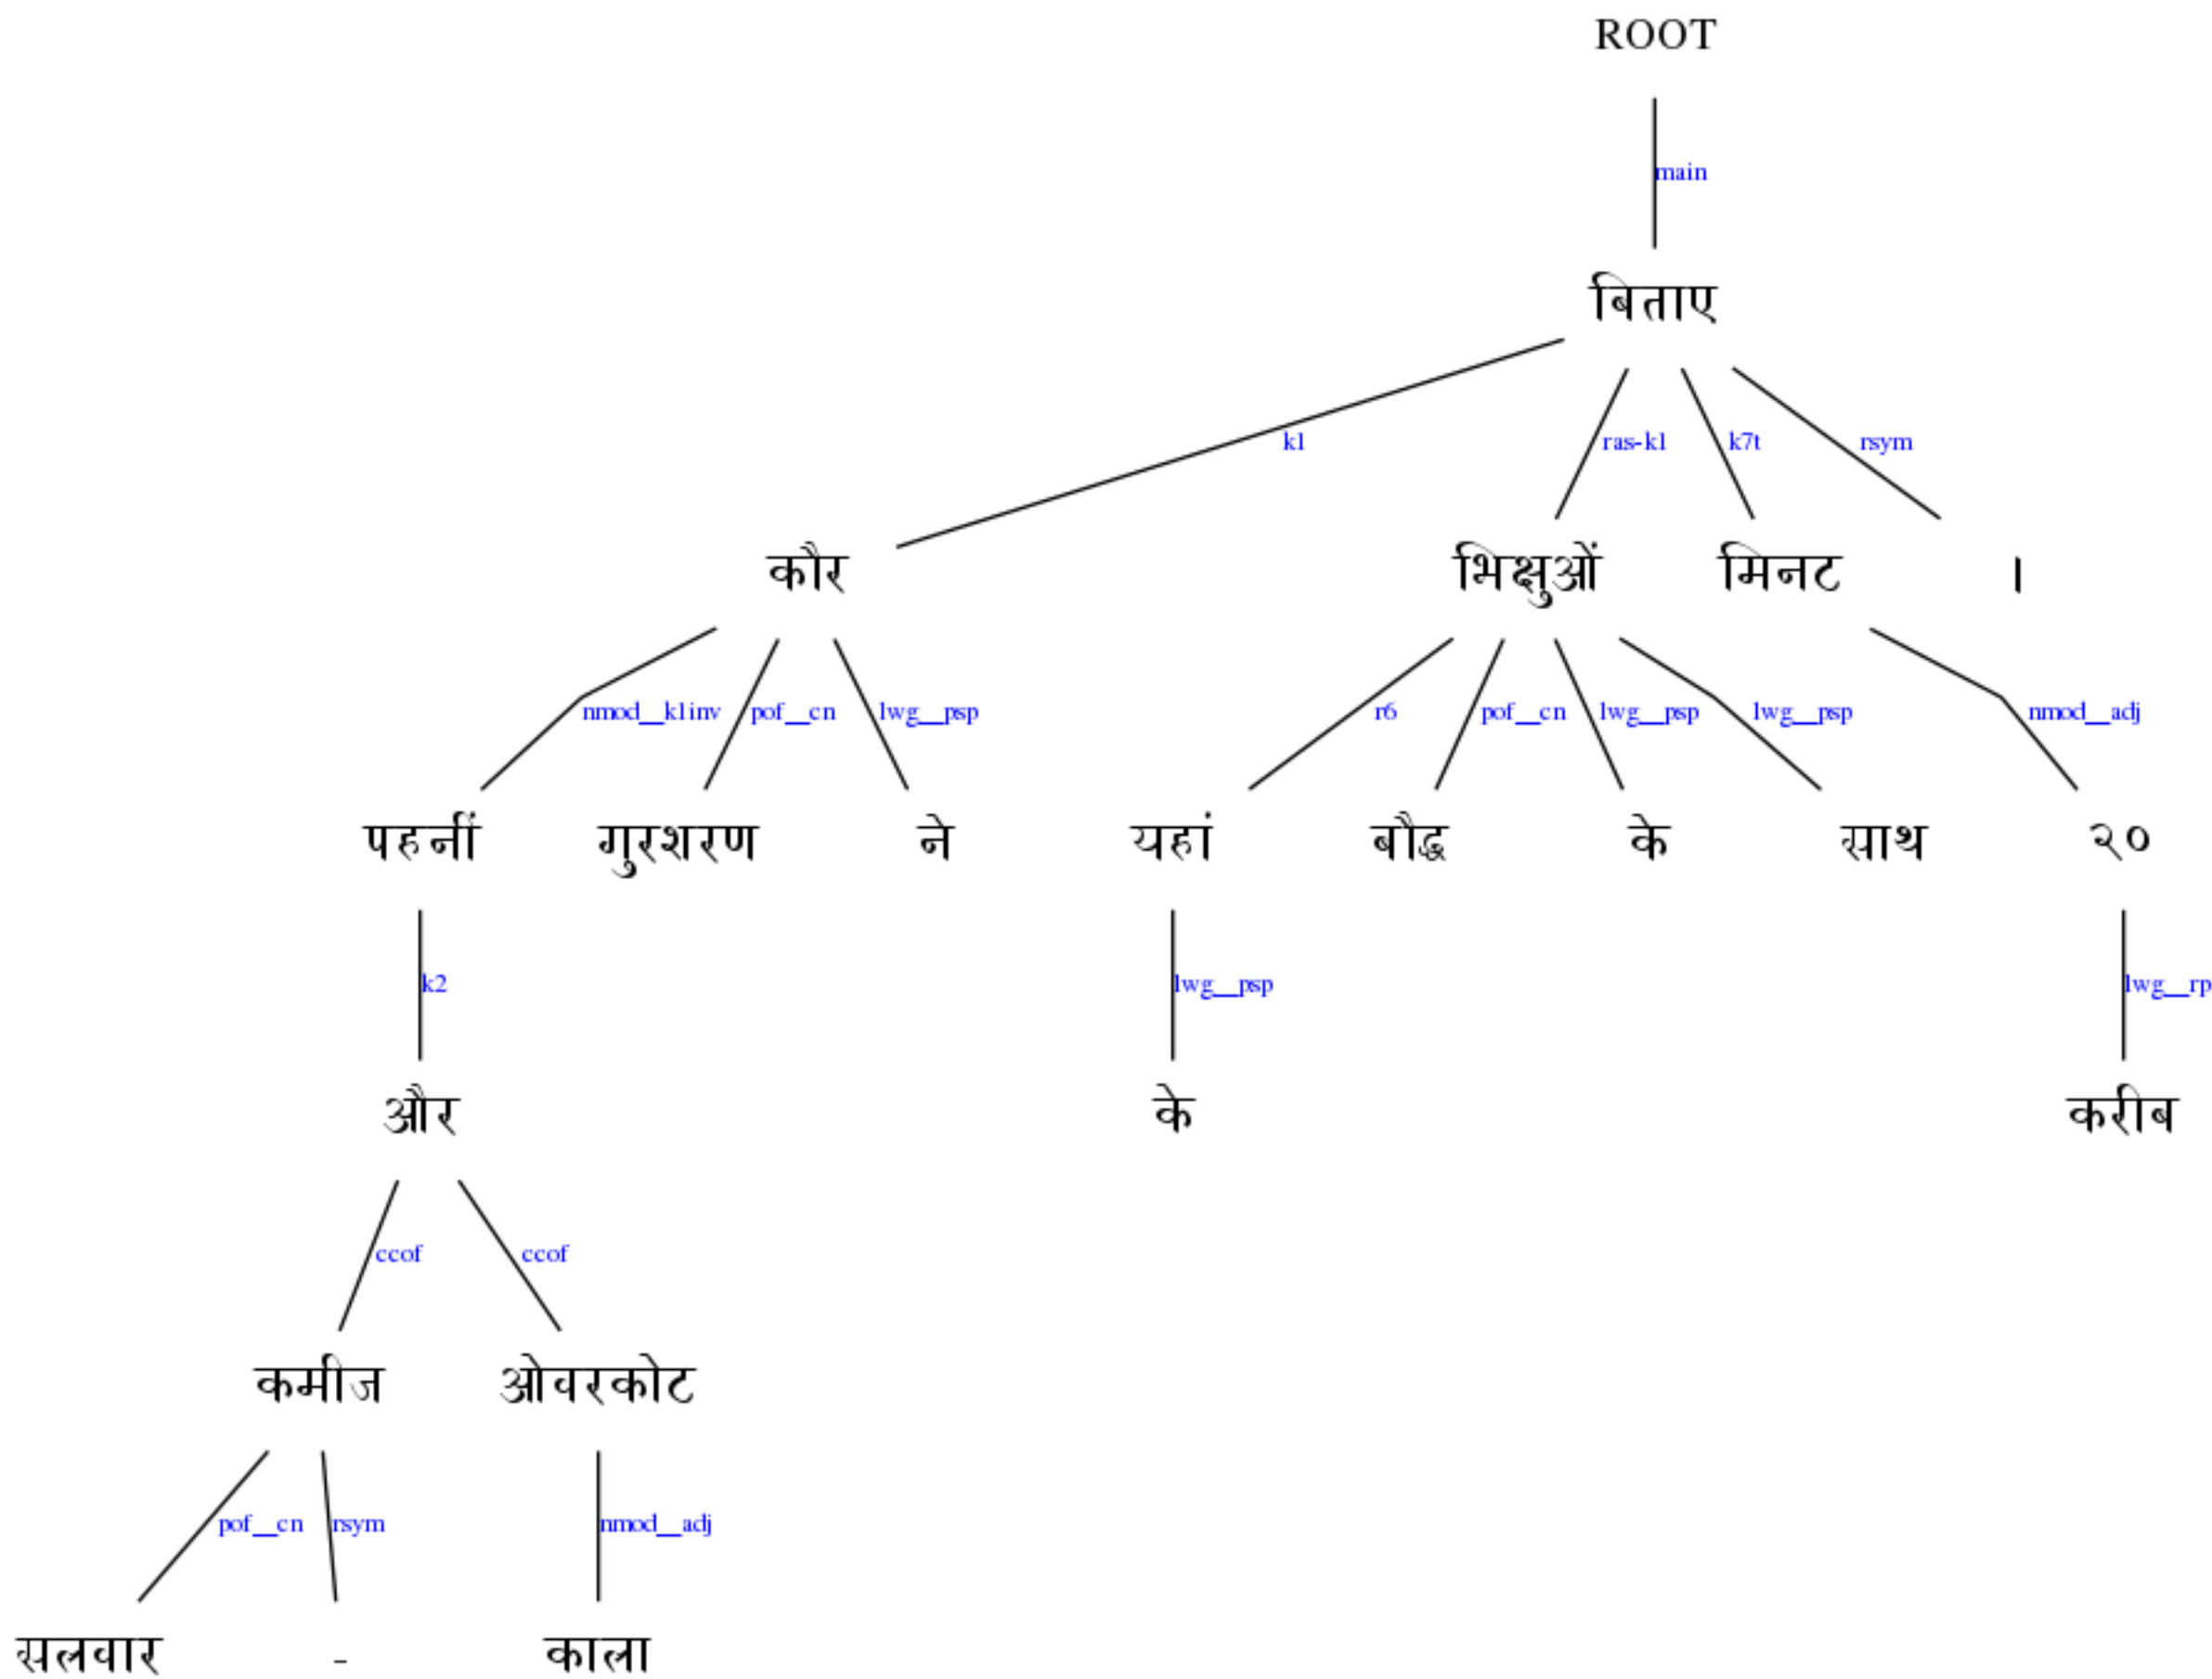 ROOT
main
बिताए
k1 ras-k1 k7t rsym
कौर भिक्षुओं मिनट ।
nmod__k1inv pof__cn lwg__psp r6 pof__cn lwg__psp lwg__psp nmod__adj
पहनीं गुरशरण ने यहां बौद्ध के साथ २०
k2 lwg__psp lwg__rp
और के करीब
ccof ccof
कमीज ओवरकोट
pof__cn rsym nmod__adj
सलवार - काला